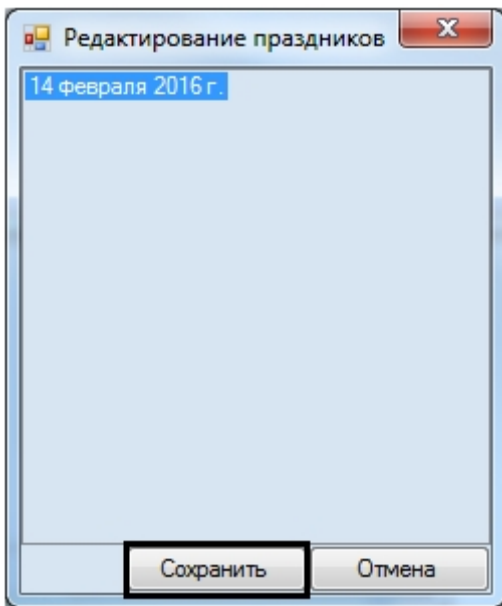 Редактирование праздников
14 февраля 2016 г.
Сохранить
Отмена